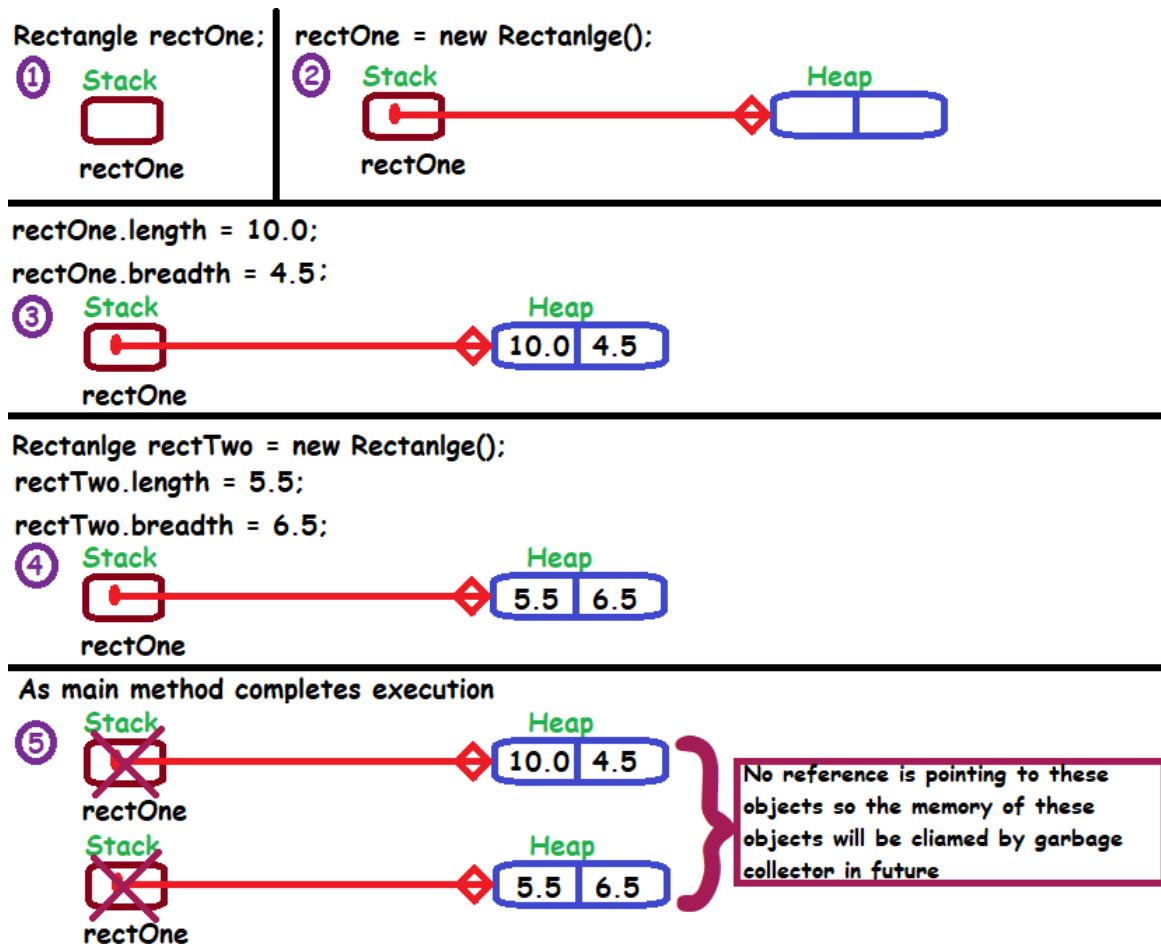 Rectangle rectOne;
rectOne = new Rectanlge();
1
Stack
rectOne
2
Stack
Heap
rectOne
rectOne.length = 10.0;
rectOne.breadth = 4.5;
3
Stack
Heap
10.0 4.5
rectOne
Rectanlge rectTwo = new Rectanlge();
rectTwo.length = 5.5;
rectTwo.breadth = 6.5;
4
Stack
Heap
5.5 6.5
rectOne
As main method completes execution
5
Stack
Heap
10.0 4.5
rectOne
Stack
Heap
5.5 6.5
rectOne
No reference is pointing to these
objects so the memory of these
objects will be cliamed by garbage
collector in future